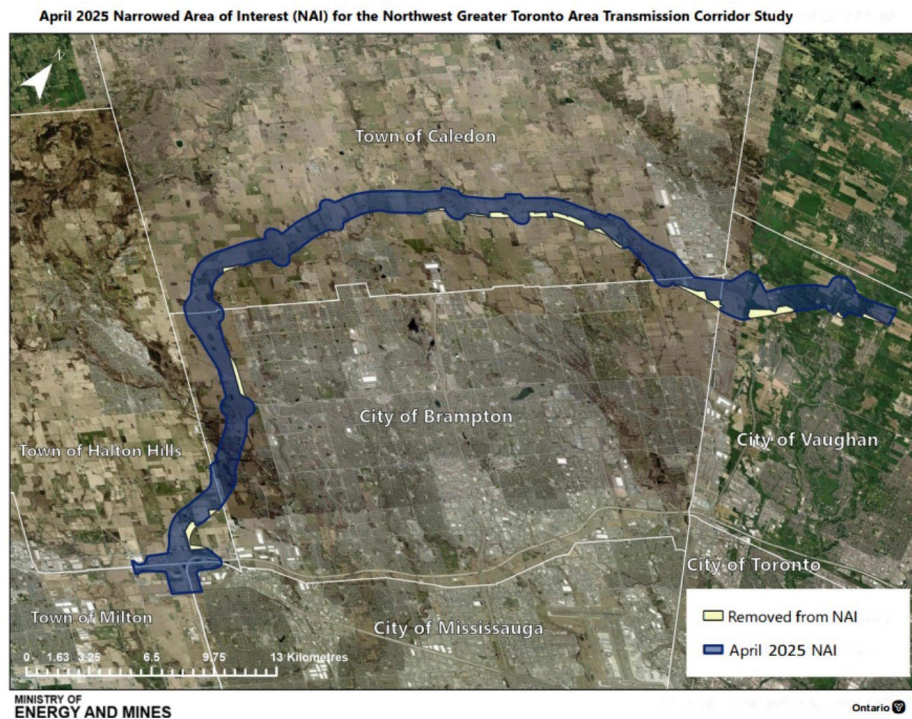 April 2025 Narrowed Area of Interest (NAI) for the Northwest Greater Toronto Area Transmission Corridor Study
N
Town of Caledon
City of Brampton
Town of Halton Hills
City of Vaughan
City of Toronto
Town of Milton
City of Mississauga
Removed from NAI
April 2025 NAI
0 1.63 3.25 6.5 9.75 13 Kilometres
MINISTRY OF
ENERGY AND MINES
Ontario